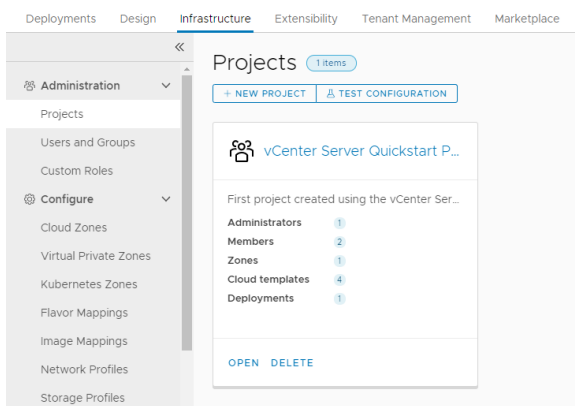 Deployments Design Infrastructure Extensibility Tenant Management Marketplace
«
Administration
Projects
Users and Groups
Custom Roles
Configure
Cloud Zones
Virtual Private Zones
Kubernetes Zones
Flavor Mappings
Image Mappings
Network Profiles
Storage Profiles
Projects 1 items
+ NEW PROJECT TEST CONFIGURATION
vCenter Server Quickstart P...
First project created using the vCenter Ser...
Administrators 1
Members 2
Zones 1
Cloud templates 4
Deployments 1
OPEN DELETE